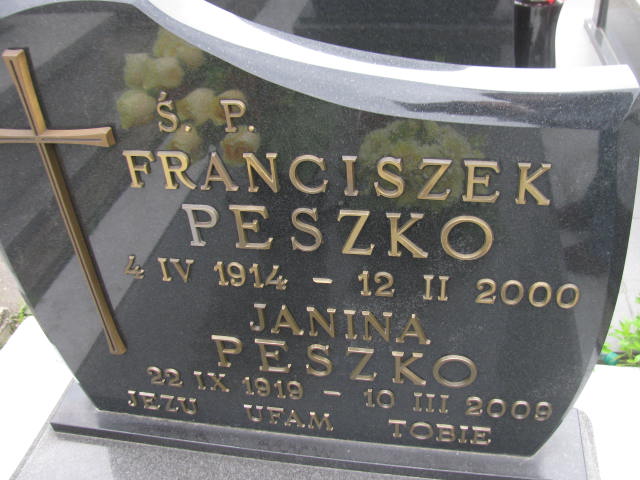 Ś. P.
FRANCISZEK
PESZKO
4 IV 1914 – 12 II 2000
JANINA
PESZKO
22 IX 1919 – 10 III 2009
JEZU UFAM TOBIE